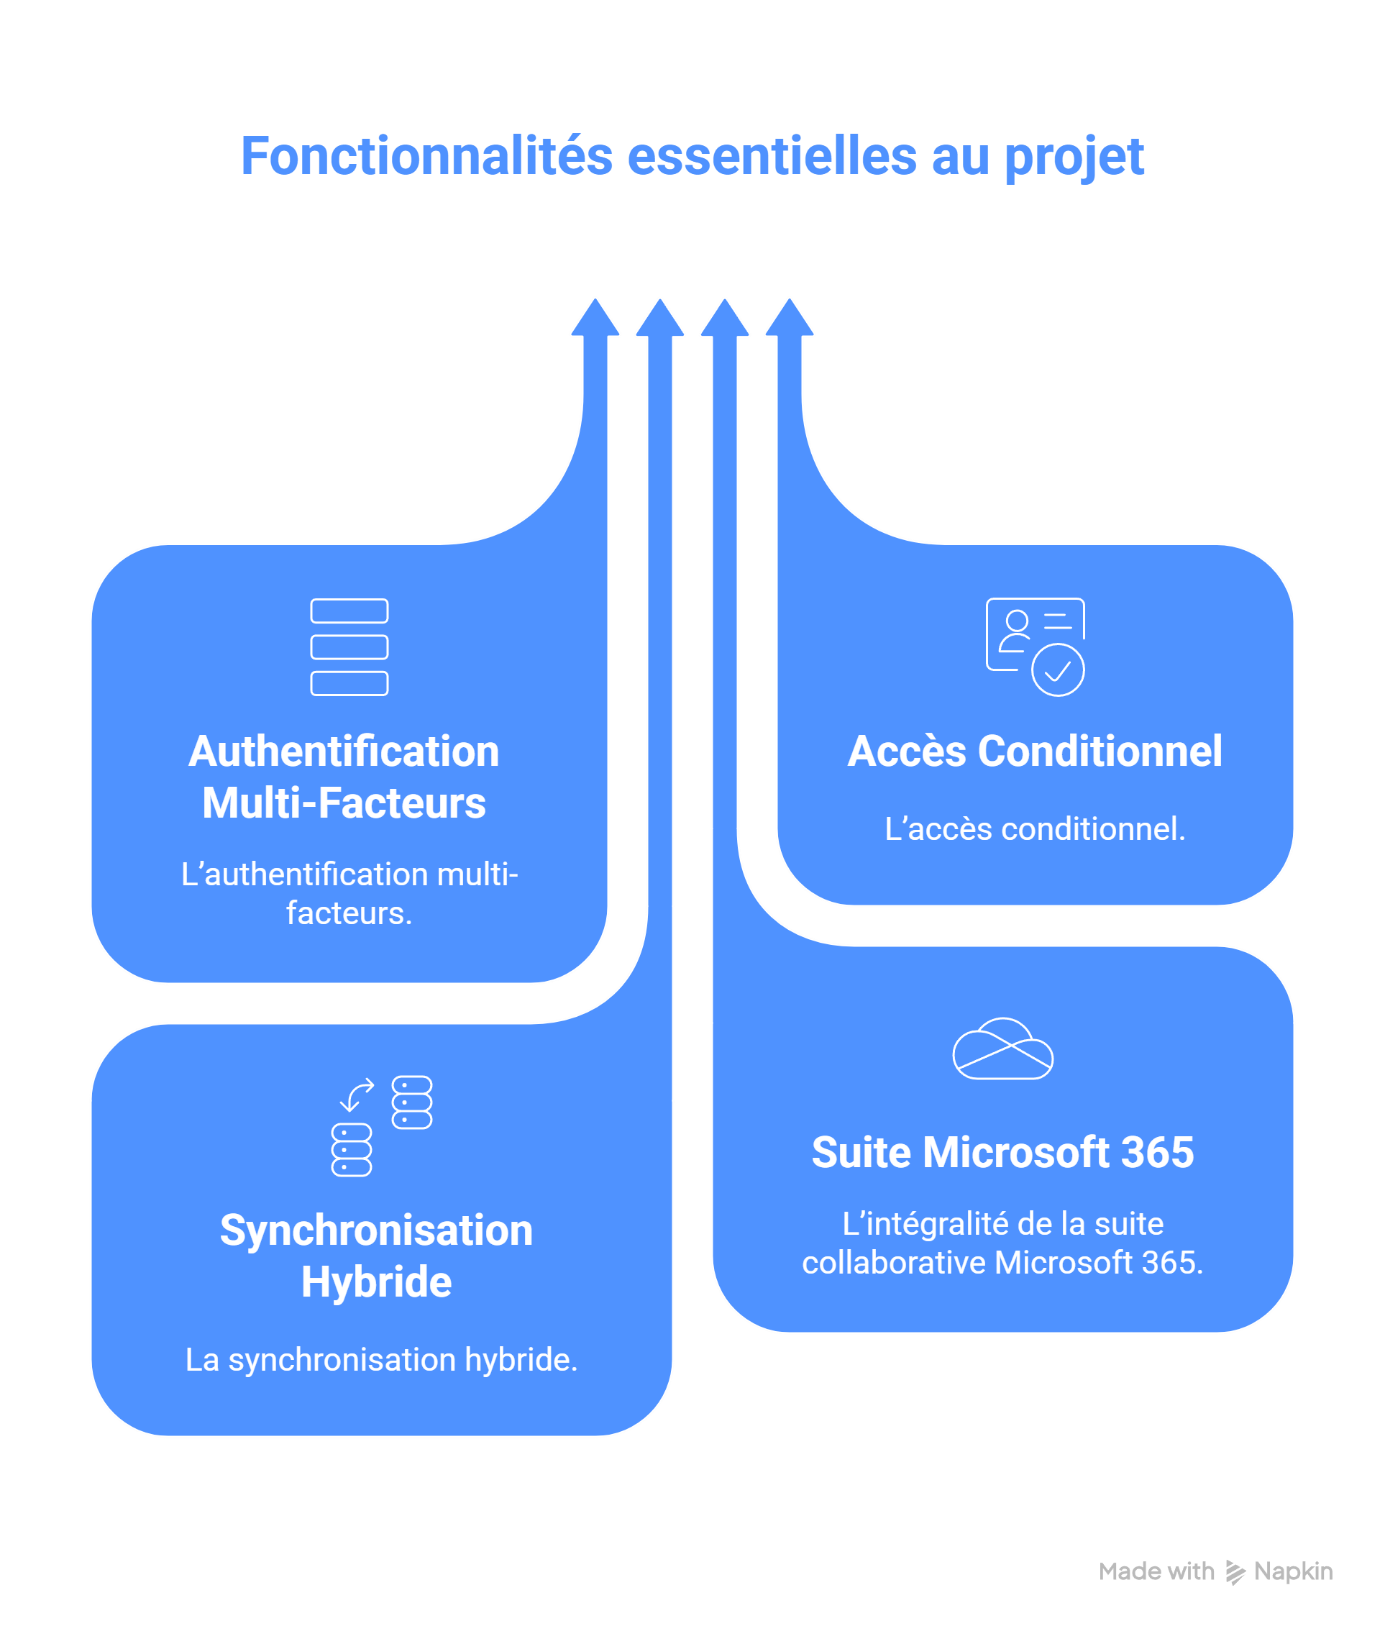 Fonctionnalités essentielles au projet
Authentification
Multi-Facteurs
L’authentification multi-
facteurs.
Accès Conditionnel
L’accès conditionnel.
Synchronisation
Hybride
La synchronisation hybride.
Suite Microsoft 365
L’intégralité de la suite
collaborative Microsoft 365.
Made with Napkin